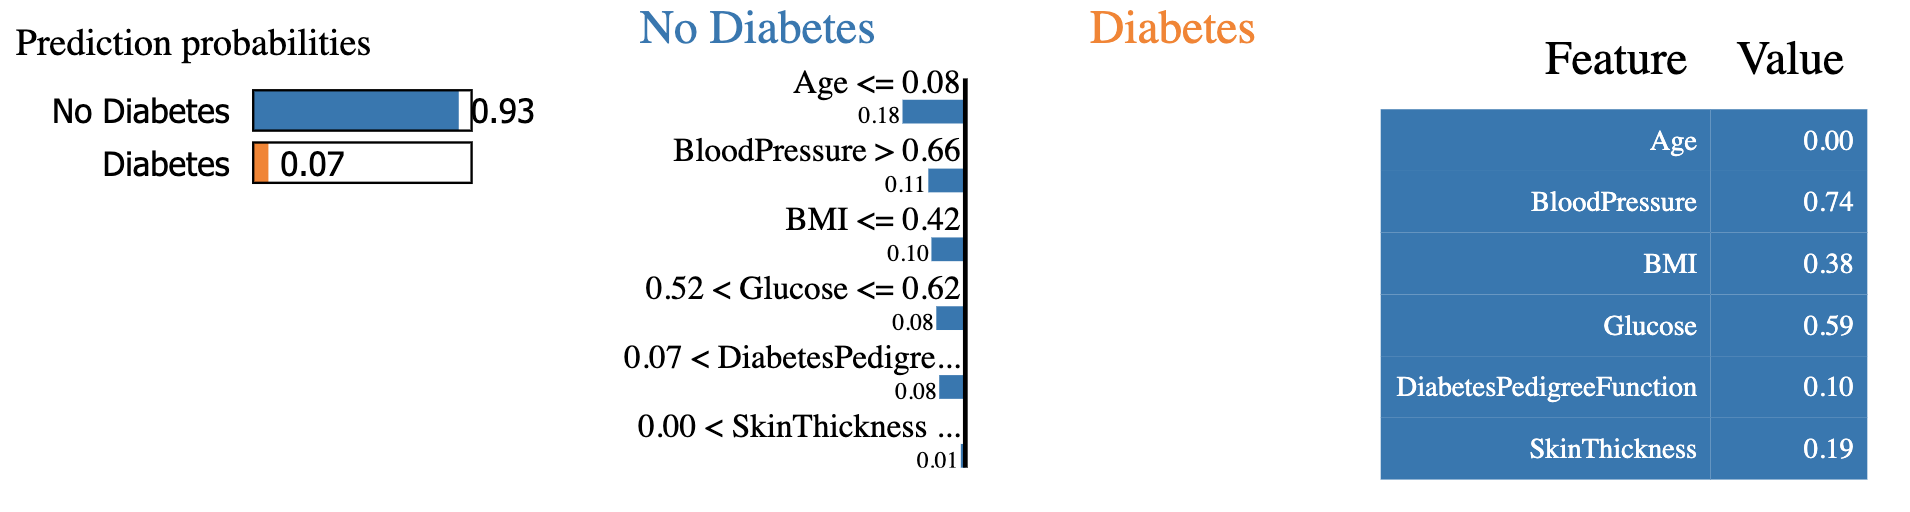 Prediction probabilities
No Diabetes 0.93
Diabetes 0.07
No Diabetes Diabetes
Age <= 0.08
0.18
BloodPressure > 0.66
0.11
BMI <= 0.42
0.10
0.52 < Glucose <= 0.62
0.08
0.07 < DiabetesPedigre...
0.08
0.00 < SkinThickness ...
0.01
Feature Value
Age 0.00
BloodPressure 0.74
BMI 0.38
Glucose 0.59
DiabetesPedigreeFunction 0.10
SkinThickness 0.19